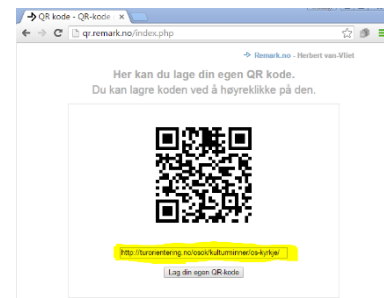 QR kode - QR-kode
qr.remark.no/index.php
Remark.no - Herbert van-Vliet
Her kan du lage din egen QR kode.
Du kan lagre koden ved å høyreklikke på den.
http://turorientering.no/osok/kulturminner/os-kyrkje/
Lag din egen QR-kode